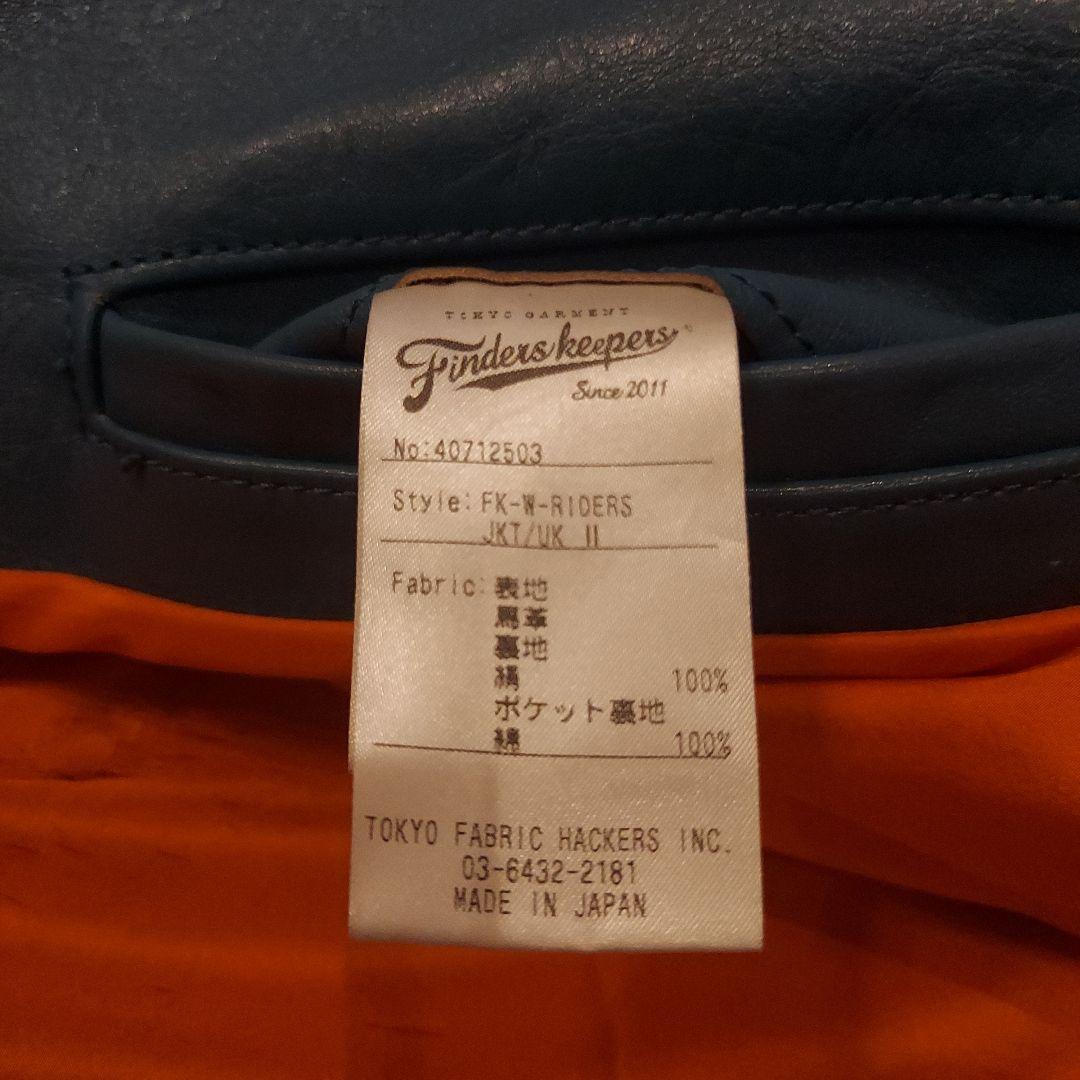 TOKYO GARMENT
Finders keepers®
Since 2011
No:40712503
Style: FK-W-RIDERS
JKT/UK II
Fabric: 表地
馬革
裏地
絹 100%
ポケット裏地
綿 100%
TOKYO FABRIC HACKERS INC.
03-6432-2181
MADE IN JAPAN